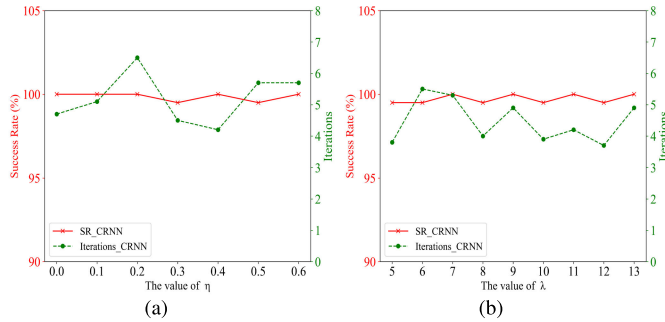 105
100
95
90
Success Rate (%)
8
7
6
5
4
3
2
1
0
Iterations
SR_CRNN
Iterations_CRNN
0.0 0.1 0.2 0.3 0.4 0.5 0.6
The value of η
(a)
105
100
95
90
Success Rate (%)
8
7
6
5
4
3
2
1
0
Iterations
SR_CRNN
Iterations_CRNN
5 6 7 8 9 10 11 12 13
The value of λ
(b)